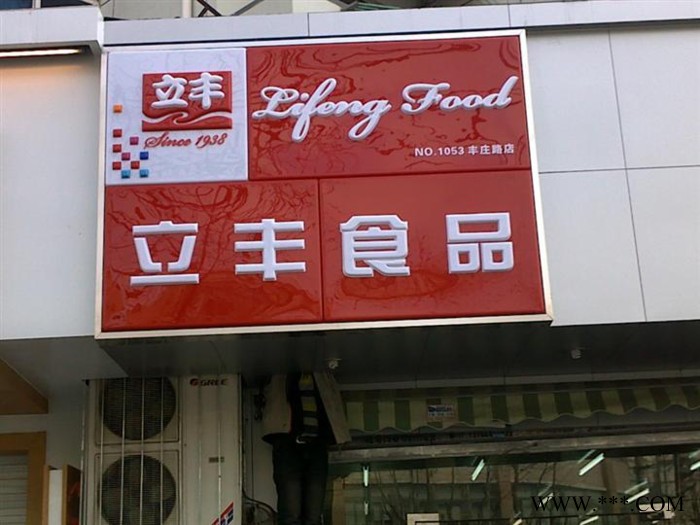 立丰
Since 1938
Lifeng Food
NO.1053 丰庄路店
立丰食品
GREE
WWW.***.COM